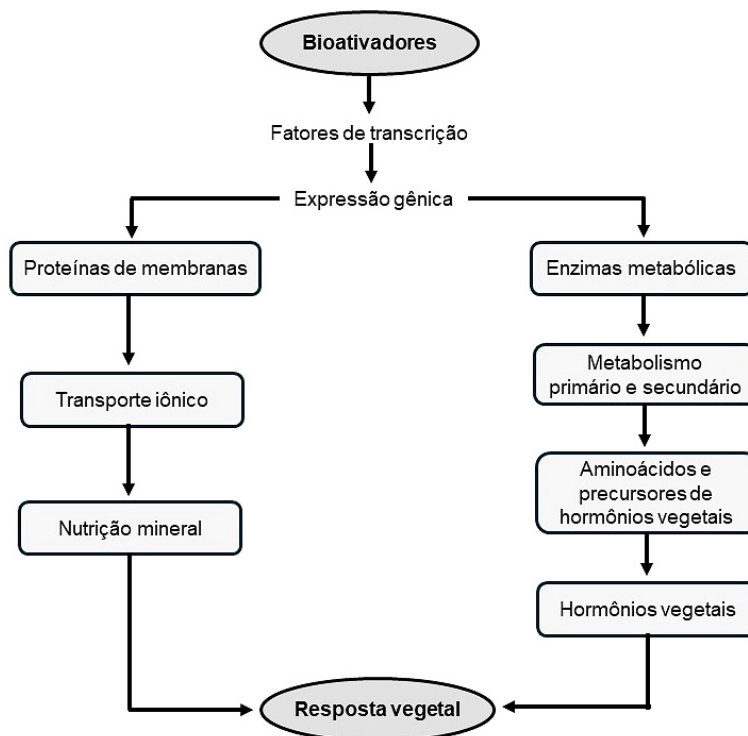 Bioativadores
Fatores de transcrição
Expressão gênica
Proteínas de membranas
Transporte iônico
Nutrição mineral
Enzimas metabólicas
Metabolismo
primário e secundário
Aminoácidos e
precursores de
hormônios vegetais
Hormônios vegetais
Resposta vegetal